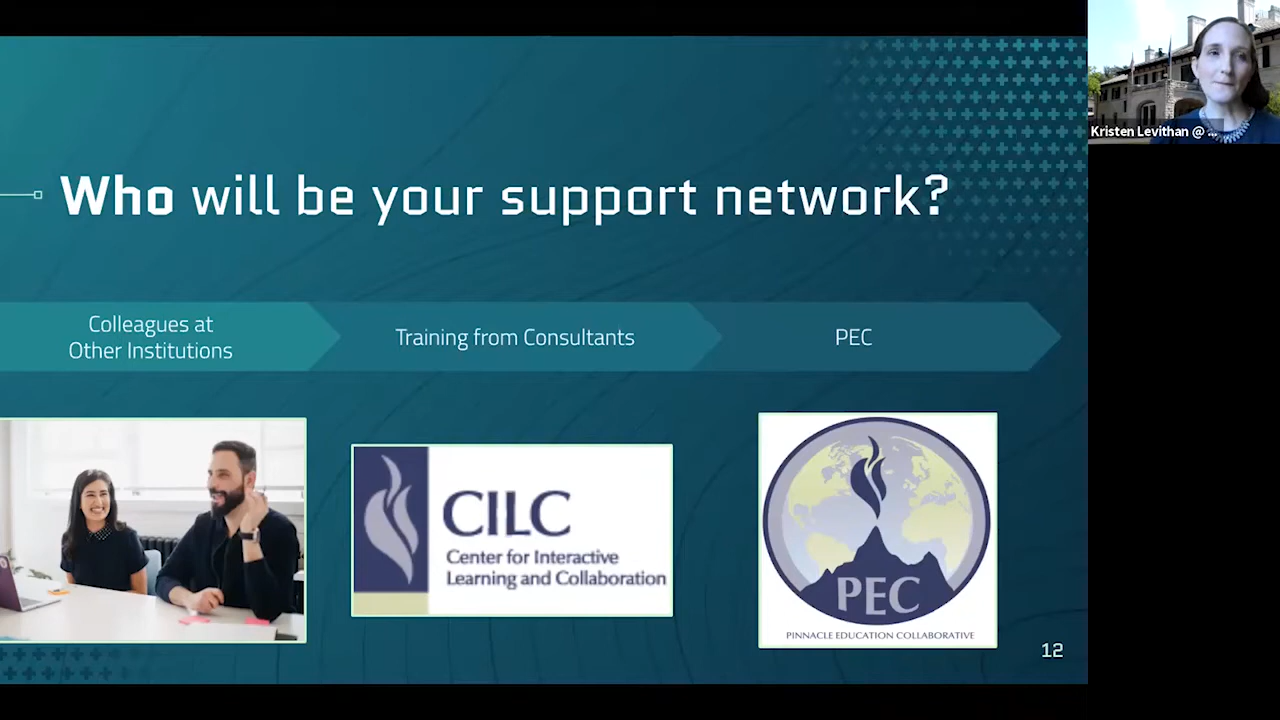 Who will be your support network?
Colleagues at
Other Institutions
Training from Consultants
PEC
CILC
Center for Interactive
Learning and Collaboration
PEC
PINNACLE EDUCATION COLLABORATIVE
12
Kristen Levithan @ ...